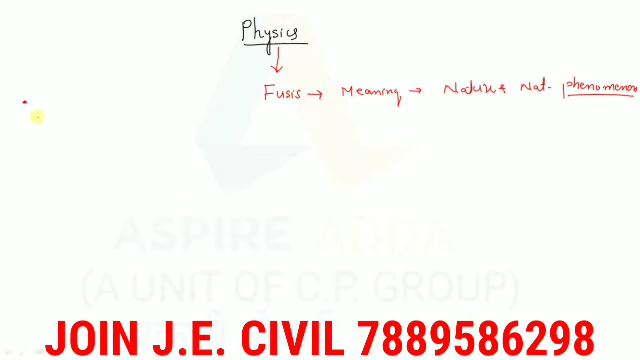 Physics
Fusis → Meaning → Nature & Nat. phenomenon
ASPIRE ADDA
(A UNIT OF C.P. GROUP)
JOIN J.E. CIVIL 7889586298